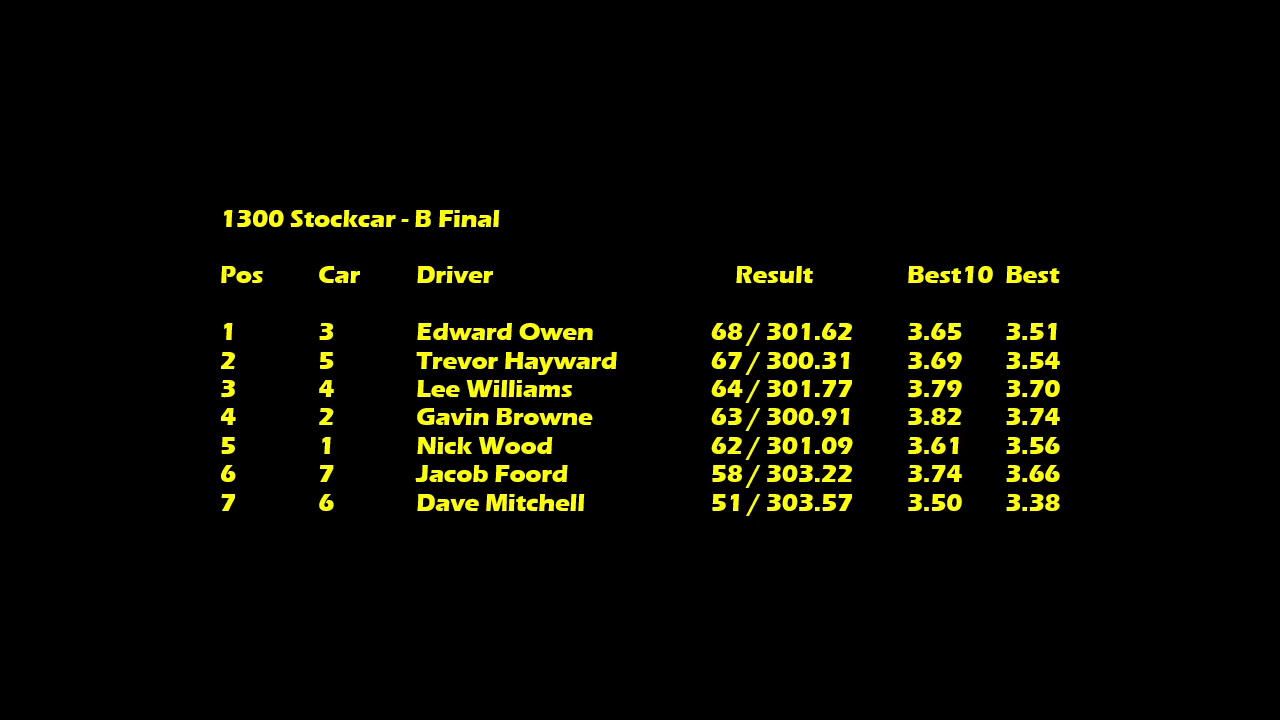 1300 Stockcar - B Final
Pos Car Driver Result Best10 Best
1 3 Edward Owen 68 / 301.62 3.65 3.51
2 5 Trevor Hayward 67 / 300.31 3.69 3.54
3 4 Lee Williams 64 / 301.77 3.79 3.70
4 2 Gavin Browne 63 / 300.91 3.82 3.74
5 1 Nick Wood 62 / 301.09 3.61 3.56
6 7 Jacob Foord 58 / 303.22 3.74 3.66
7 6 Dave Mitchell 51 / 303.57 3.50 3.38